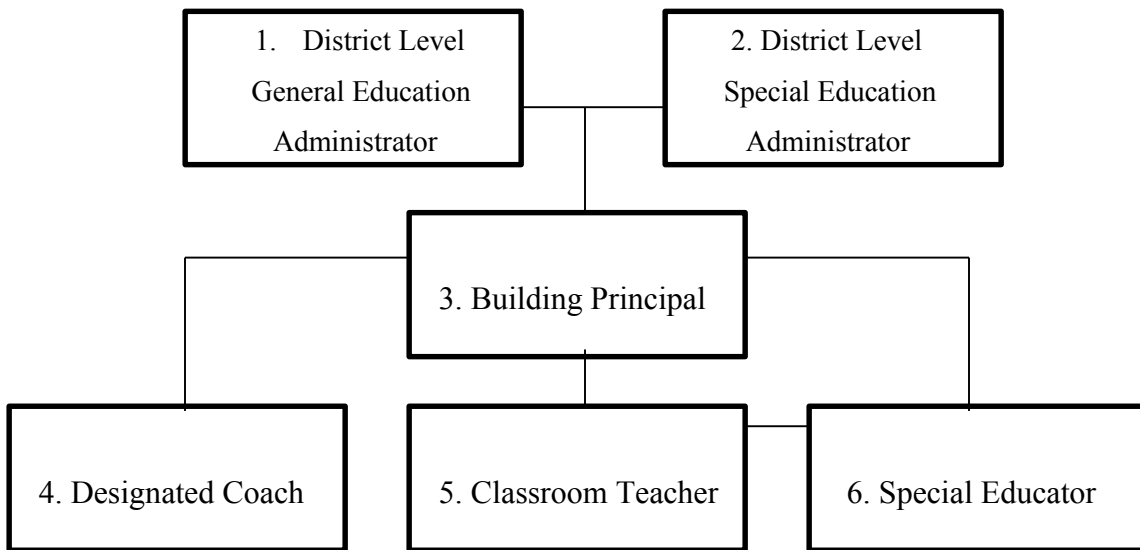 1. District Level
General Education
Administrator
2. District Level
Special Education
Administrator
3. Building Principal
4. Designated Coach
5. Classroom Teacher
6. Special Educator